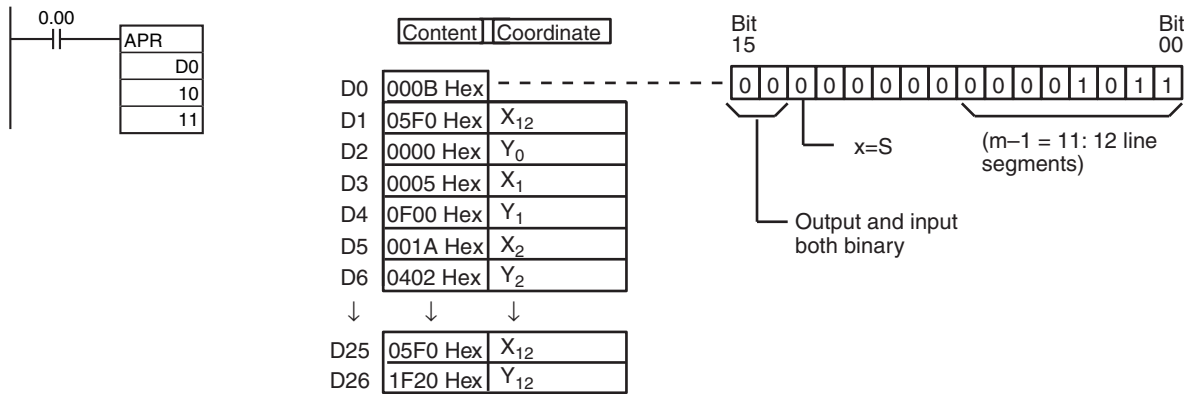 0.00
APR
D0
10
11
Content Coordinate
D0 000B Hex
D1 05F0 Hex X12
D2 0000 Hex Y0
D3 0005 Hex X1
D4 0F00 Hex Y1
D5 001A Hex X2
D6 0402 Hex Y2
↓ ↓ ↓
D25 05F0 Hex X12
D26 1F20 Hex Y12
Bit Bit
15 00
0 0 0 0 0 0 0 0 0 0 0 0 1 0 1 1
x=S
(m–1 = 11: 12 line
segments)
Output and input
both binary